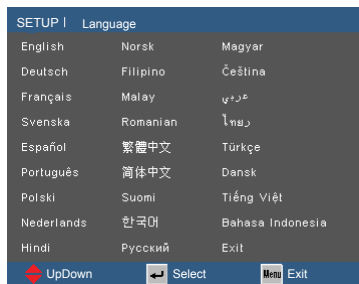 SETUP | Language
English Norsk Magyar
Deutsch Filipino Čeština
Français Malay عربي
Svenska Romanian ไทย
Español 繁體中文 Türkçe
Português 简体中文 Dansk
Polski Suomi Tiếng Việt
Nederlands 한국어 Bahasa Indonesia
Hindi Русский Exit
UpDown Select Menu Exit